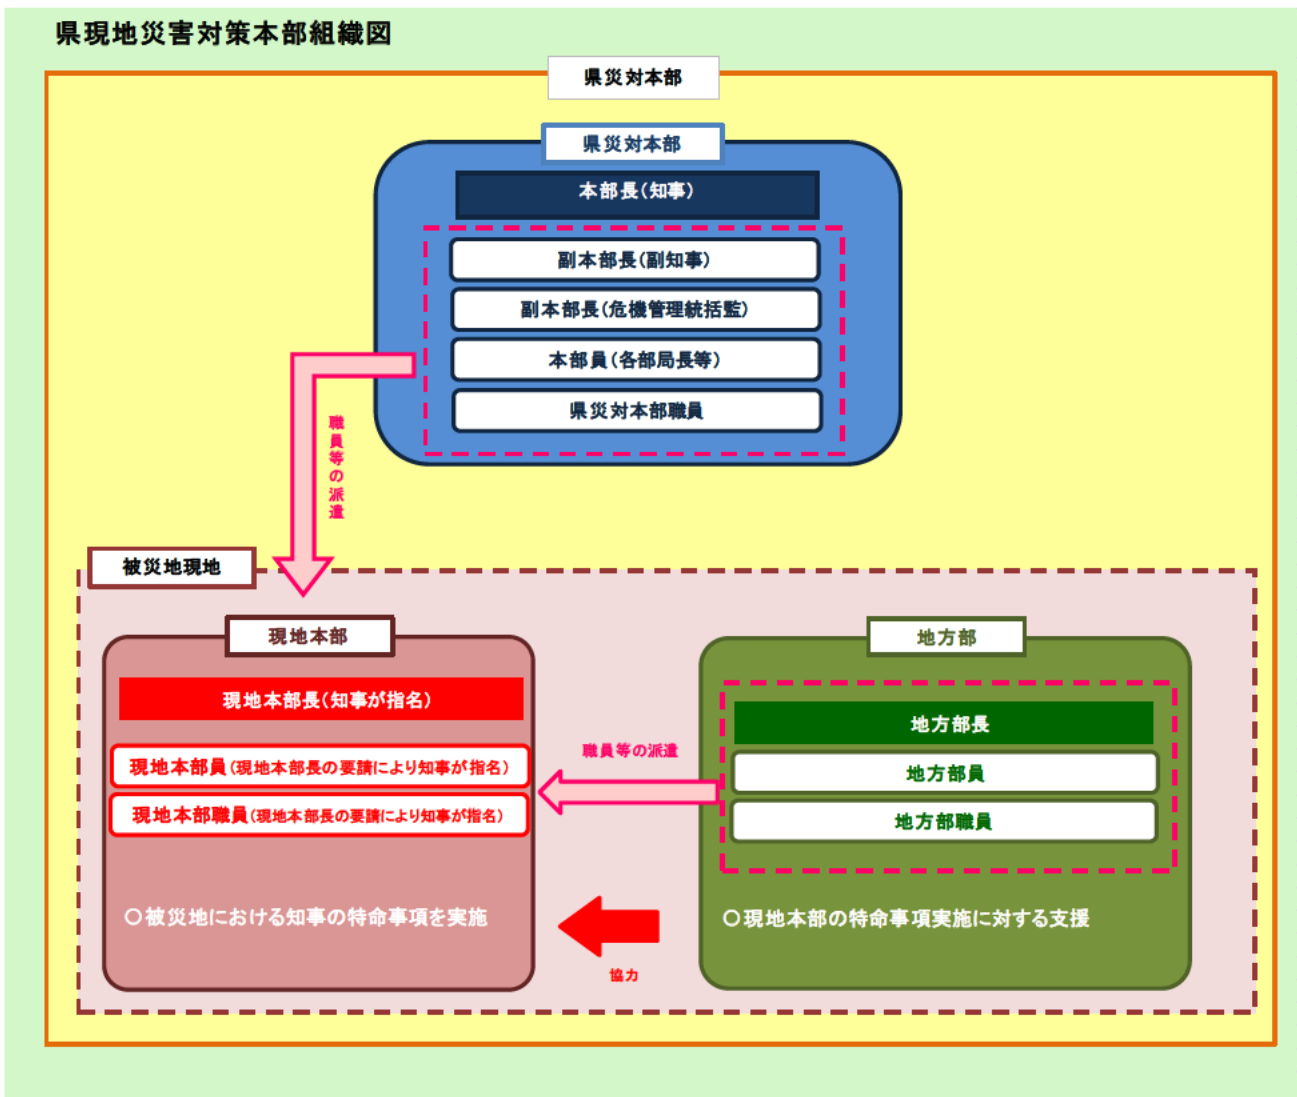 県現地災害対策本部組織図
県災対本部
県災対本部
本部長(知事)
副本部長(副知事)
副本部長(危機管理統括監)
本部員(各部局長等)
県災対本部職員
職員等の派遣
被災地現地
現地本部
現地本部長(知事が指名)
現地本部員(現地本部長の要請により知事が指名)
現地本部職員(現地本部長の要請により知事が指名)
○被災地における知事の特命事項を実施
職員等の派遣
協力
地方部
地方部長
地方部員
地方部職員
○現地本部の特命事項実施に対する支援